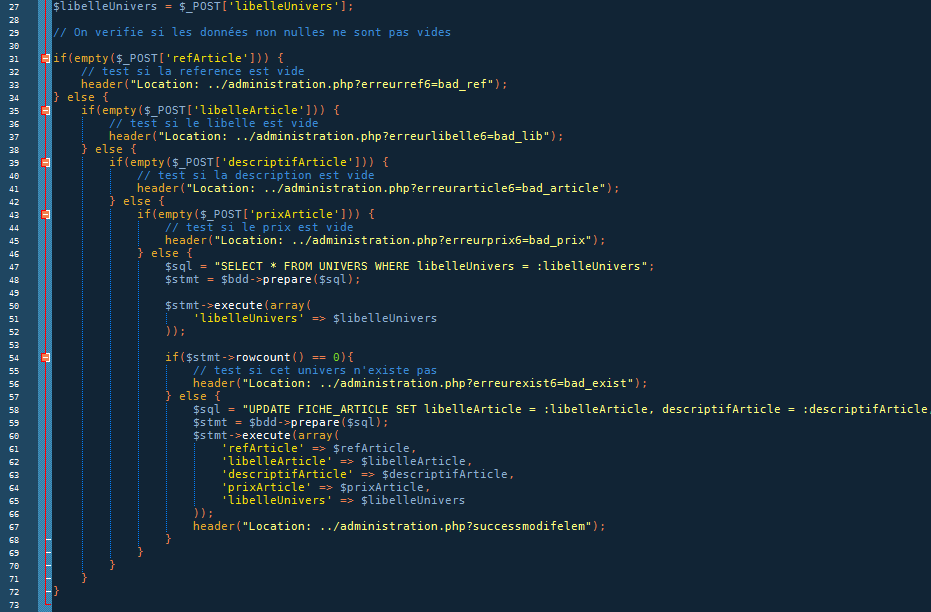 27 $libelleUnivers = $_POST['libelleUnivers'];
28
29 // On verifie si les données non nulles ne sont pas vides
30
31 if(empty($_POST['refArticle'])) {
32     // test si la reference est vide
33     header("Location: ../administration.php?erreurref6=bad_ref");
34 } else {
35     if(empty($_POST['libelleArticle'])) {
36         // test si le libelle est vide
37         header("Location: ../administration.php?erreurlibelle6=bad_lib");
38     } else {
39         if(empty($_POST['descriptifArticle'])) {
40             // test si la description est vide
41             header("Location: ../administration.php?erreurarticle6=bad_article");
42         } else {
43             if(empty($_POST['prixArticle'])) {
44                 // test si le prix est vide
45                 header("Location: ../administration.php?erreurprix6=bad_prix");
46             } else {
47                 $sql = "SELECT * FROM UNIVERS WHERE libelleUnivers = :libelleUnivers";
48                 $stmt = $bdd->prepare($sql);
49
50                 $stmt->execute(array(
51                     'libelleUnivers' => $libelleUnivers
52                 ));
53
54                 if($stmt->rowcount() == 0){
55                     // test si cet univers n'existe pas
56                     header("Location: ../administration.php?erreurexist6=bad_exist");
57                 } else {
58                     $sql = "UPDATE FICHE_ARTICLE SET libelleArticle = :libelleArticle, descriptifArticle = :descriptifArticle,
59                     $stmt = $bdd->prepare($sql);
60                     $stmt->execute(array(
61                         'refArticle' => $refArticle,
62                         'libelleArticle' => $libelleArticle,
63                         'descriptifArticle' => $descriptifArticle,
64                         'prixArticle' => $prixArticle,
65                         'libelleUnivers' => $libelleUnivers
66                     ));
67                     header("Location: ../administration.php?successmodifelem");
68                 }
69             }
70         }
71     }
72 }
73